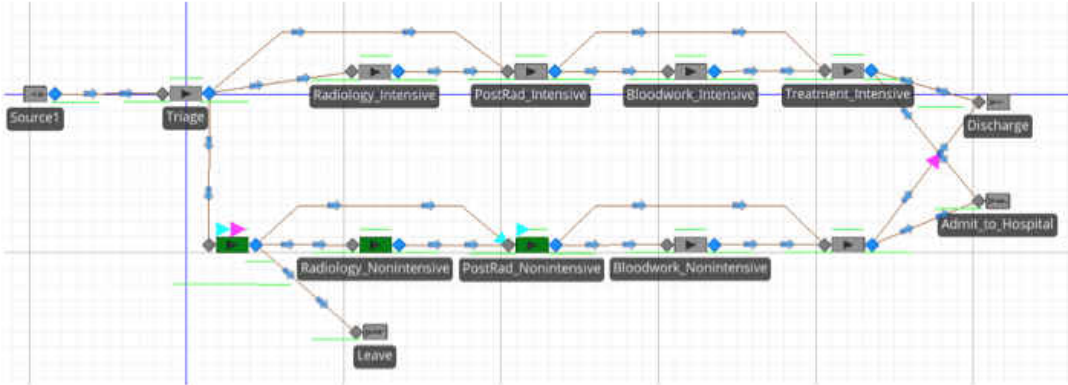 Source1
Triage
Radiology_Intensive
PostRad_Intensive
Bloodwork_Intensive
Treatment_Intensive
Discharge
Admit_to_Hospital
Radiology_Nonintensive
PostRad_Nonintensive
Bloodwork_Nonintensive
Leave